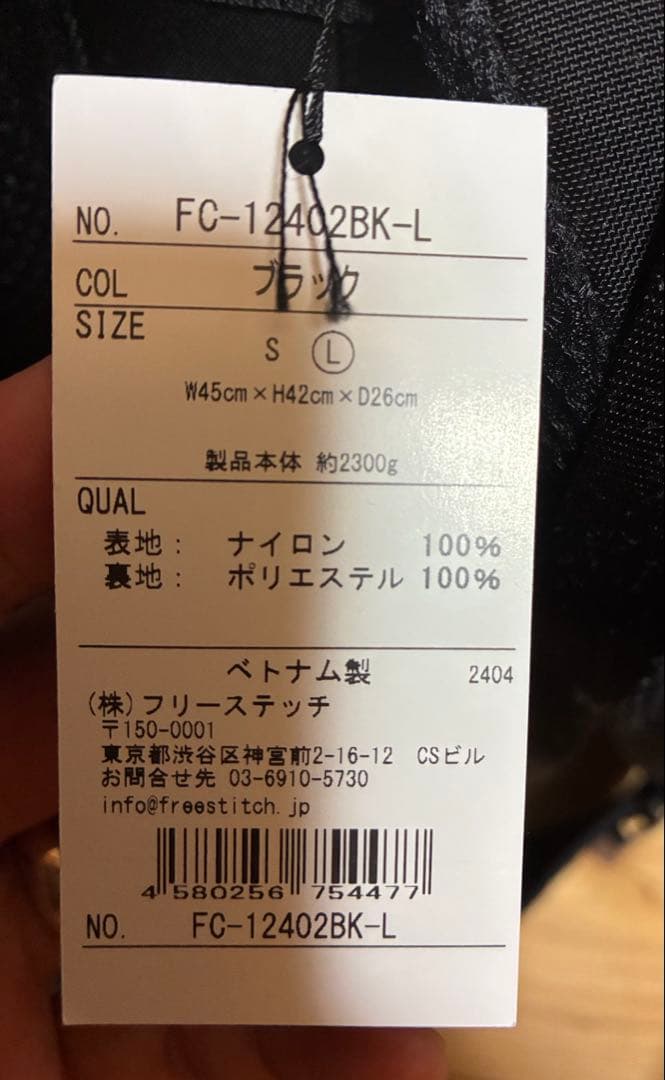 NO. FC-12402BK-L
COL ブラック
SIZE
S Ⓛ
W45cm×H42cm×D26cm
製品本体 約2300g
QUAL
表地： ナイロン 100%
裏地： ポリエステル 100%
ベトナム製 2404
(株)フリーステッチ
〒150-0001
東京都渋谷区神宮前2-16-12 CSビル
お問合せ先 03-6910-5730
info@freestitch.jp
4 580256 754477
NO. FC-12402BK-L